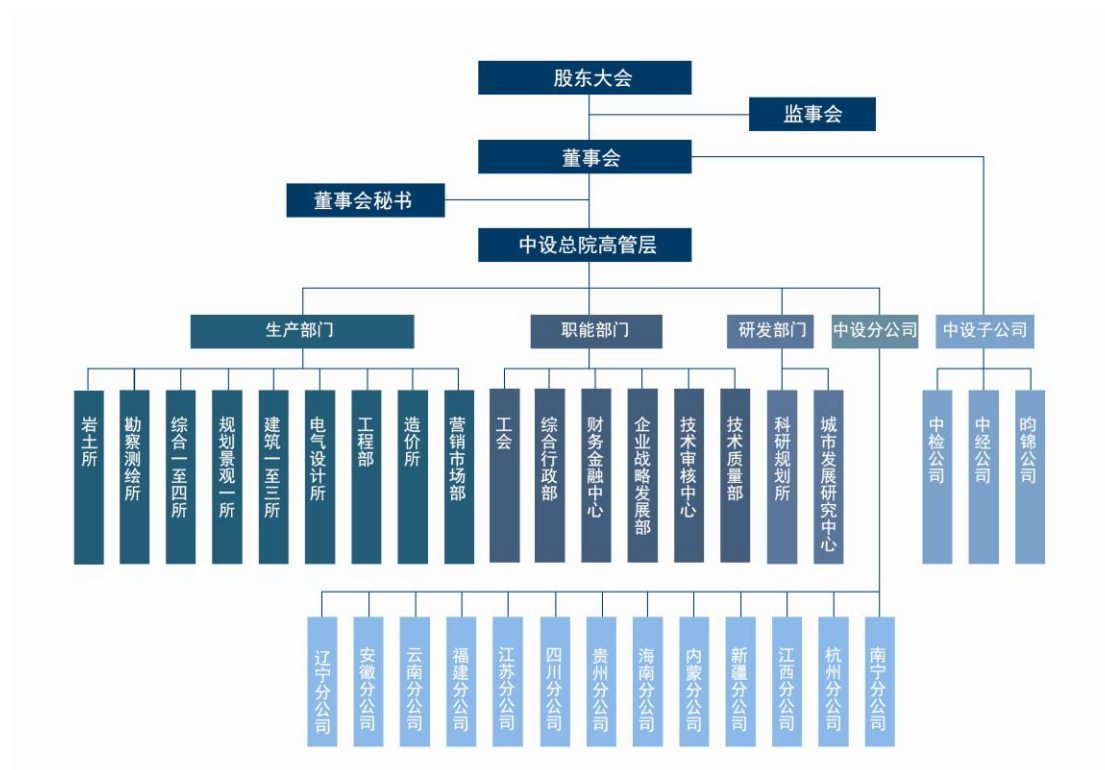 股东大会
监事会
董事会
董事会秘书
中设总院高管层
生产部门
职能部门
研发部门
中设分公司
中设子公司
岩土所
勘察测绘所
综合一至四所
规划景观一所
建筑一至三所
电气设计所
工程部
造价所
营销市场部
工会
综合行政部
财务金融中心
企业战略发展部
技术审核中心
技术质量部
科研规划所
城市发展研究中心
中检公司
中经公司
昀锦公司
辽宁分公司
安徽分公司
云南分公司
福建分公司
江苏分公司
四川分公司
贵州分公司
海南分公司
内蒙分公司
新疆分公司
江西分公司
杭州分公司
南宁分公司